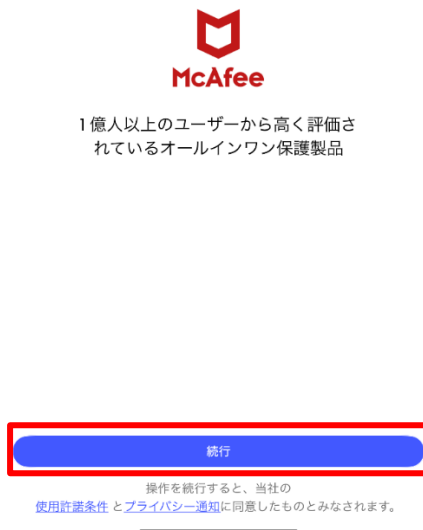 McAfee
1億人以上のユーザーから高く評価さ
れているオールインワン保護製品
続行
操作を続行すると、当社の
使用許諾条件 とプライバシー通知に同意したものとみなされます。